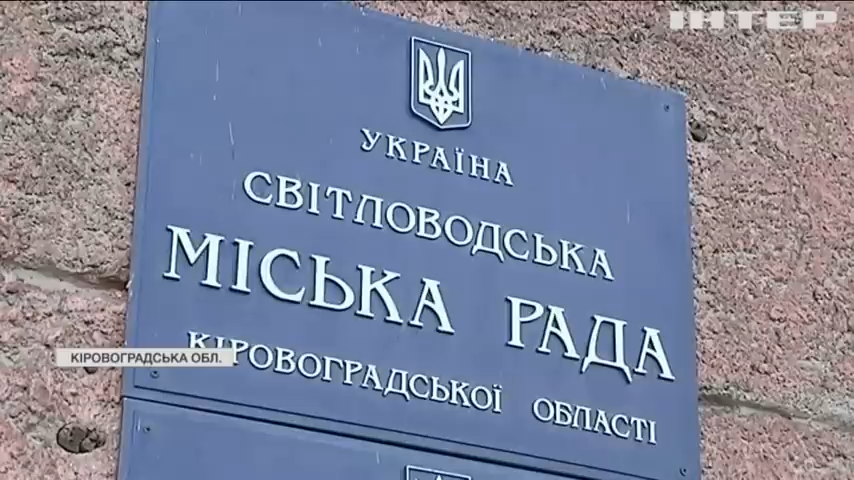 ІНТЕР
УКРАЇНА
СВІТЛОВОДСЬКА
МІСЬКА РАДА
КІРОВОГРАДСЬКОЇ ОБЛАСТІ
КІРОВОГРАДСЬКА ОБЛ.